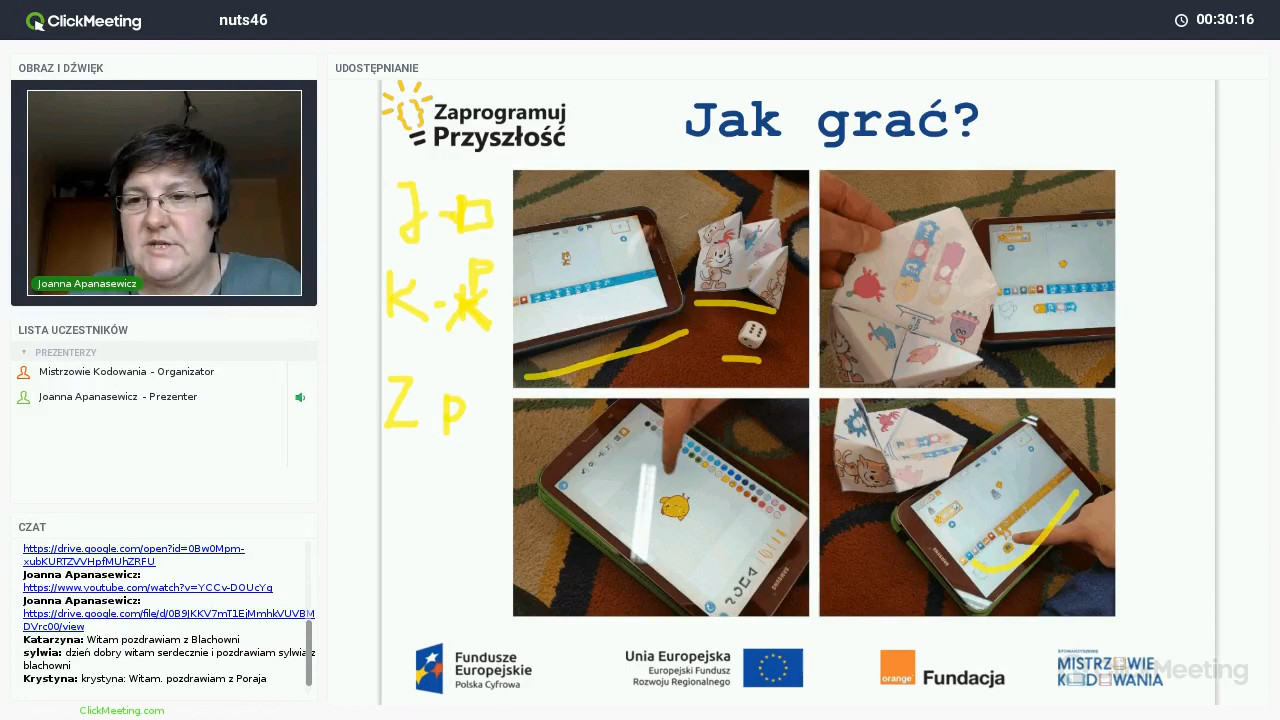 ClickMeeting
nuts46
00:30:16
OBRAZ I DŹWIĘK
Joanna Apanasewicz
LISTA UCZESTNIKÓW
PREZENTERZY
Mistrzowie Kodowania - Organizator
Joanna Apanasewicz - Prezenter
CZAT
https://drive.google.com/open?id=0Bw0Mpm-
xubKURTZVVHpfMUhZRFU
Joanna Apanasewicz:
https://www.youtube.com/watch?v=YCCv-DOUcYg
Joanna Apanasewicz:
https://drive.google.com/file/d/0B9JKKV7mT1EjMmhkVUVBM
DVrc00/view
Katarzyna: Witam pozdrawiam z Blachowni
sylwia: dzień dobry witam serdecznie i pozdrawiam sylwia z
blachowni
Krystyna: krystyna: Witam. pozdrawiam z Poraja
ClickMeeting.com
UDOSTĘPNIANIE
Zaprogramuj
Przyszłość
Jak grać?
K
P
Z p
SAMSUNG
Fundusze
Europejskie
Polska Cyfrowa
Unia Europejska
Europejski Fundusz
Rozwoju Regionalnego
orange
Fundacja
STOWARZYSZENIE
MISTRZOWIE
KODOWANIA
ClickMeeting